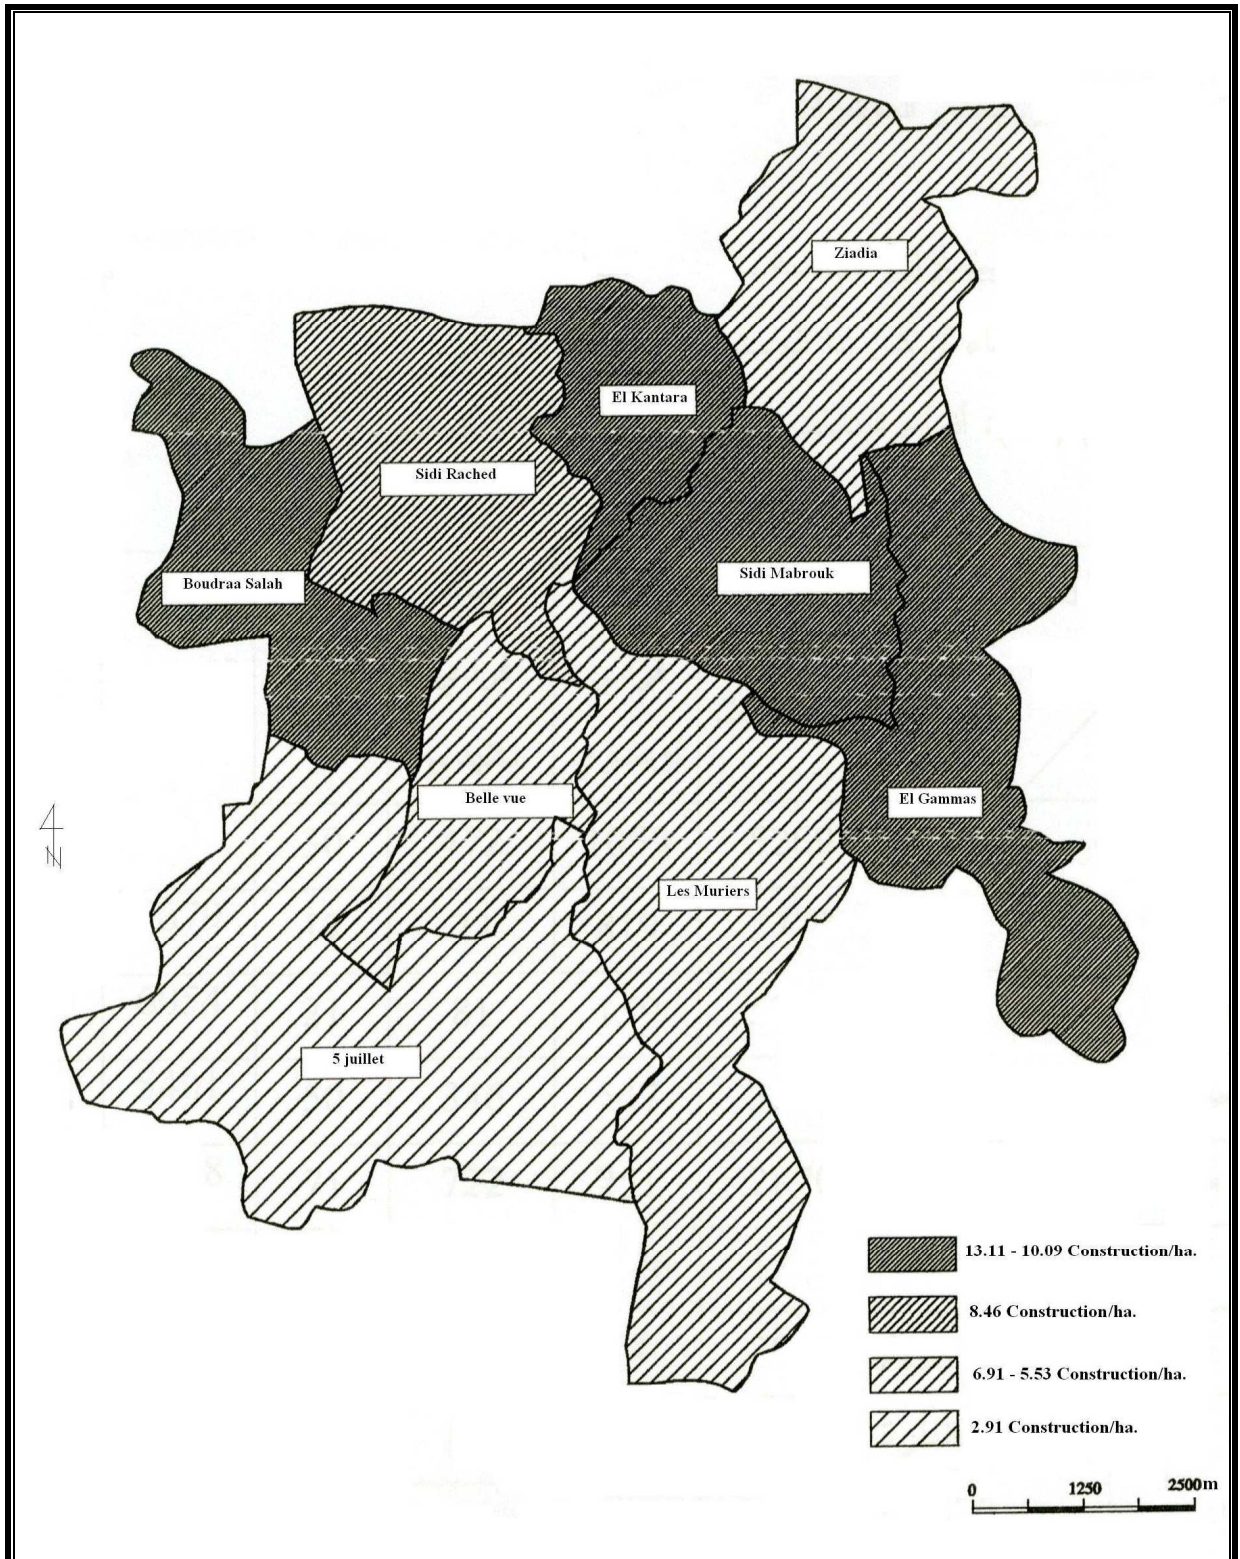 Ziadia
El Kantara
Sidi Rached
Sidi Mabrouk
Boudraa Salah
Belle vue
El Gammas
Les Muriers
5 juillet
N
13.11 - 10.09 Construction/ha.
8.46 Construction/ha.
6.91 - 5.53 Construction/ha.
2.91 Construction/ha.
0 1250 2500m